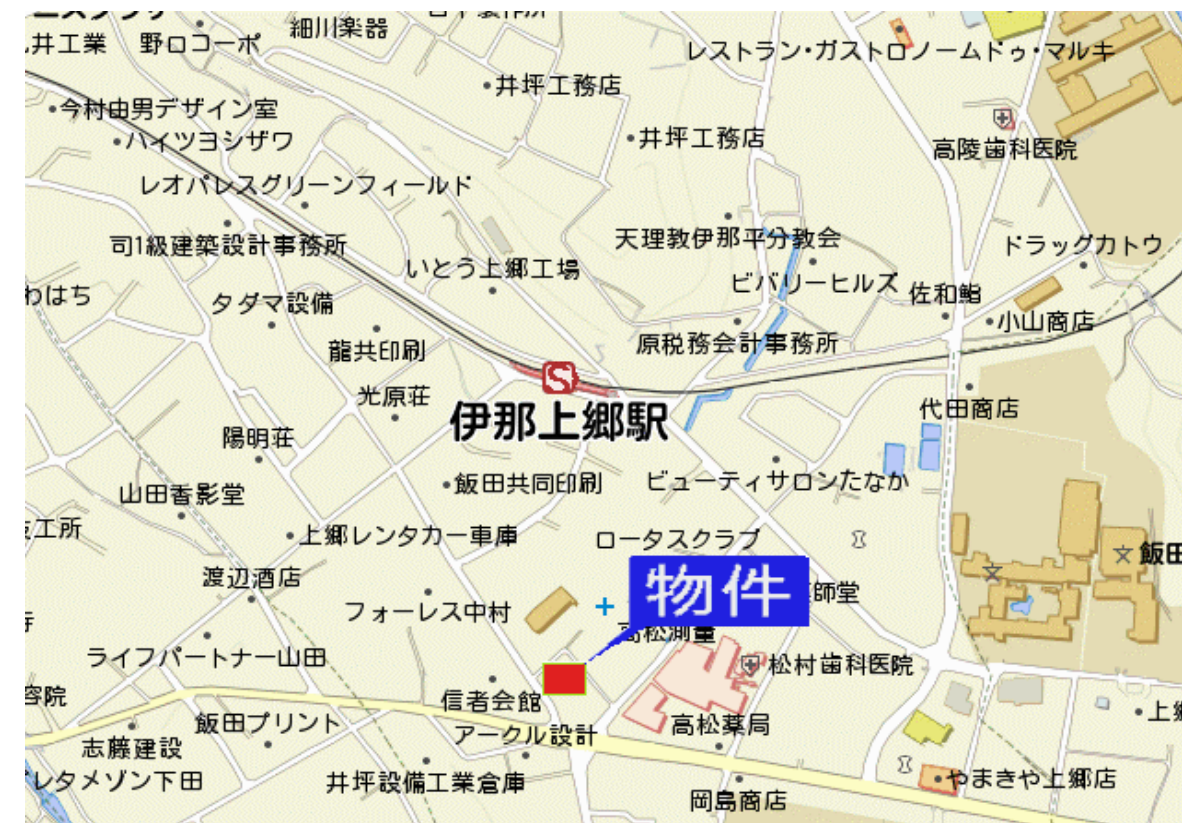 細川楽器
井工業
野口コーポ
レストラン・ガストロノームドゥ・マルキ
井坪工務店
今村由男デザイン室
ハイツヨシザワ
井坪工務店
高陵歯科医院
レオパレスグリーンフィールド
司1級建築設計事務所
天理教伊那平分教会
ドラッグカトウ
いとう上郷工場
ビバリーヒルズ
佐和鮨
わはち
タダマ設備
小山商店
龍共印刷
原税務会計事務所
光原荘
伊那上郷駅
代田商店
陽明荘
飯田共同印刷
ビューティサロンたなか
山田香影堂
工所
上郷レンタカー車庫
ロータスクラブ
飯田
渡辺酒店
物件
師堂
フォーレス中村
高松測量
ライフパートナー山田
松村歯科医院
容院
信者会館
飯田プリント
アークル設計
高松薬局
上郷
志藤建設
レタメゾン下田
井坪設備工業倉庫
やまきや上郷店
岡島商店